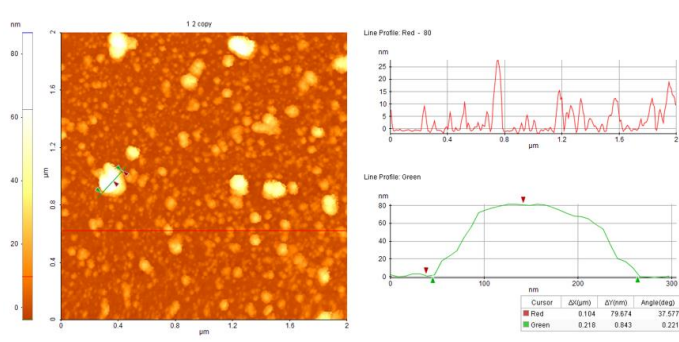 nm
80
60
40
20
0
1 2 copy
2
1.6
1.2
0.8
0.4
0
µm
0 0.4 0.8 1.2 1.6 2
µm
Line Profile: Red - 80
nm
25
20
15
10
5
0
0 0.4 0.8 1.2 1.6 2
µm
Line Profile: Green
nm
80
60
40
20
0
0 100 200 300
nm
Cursor ΔX(µm) ΔY(nm) Angle(deg)
Red 0.104 79.674 37.577
Green 0.218 0.843 0.221